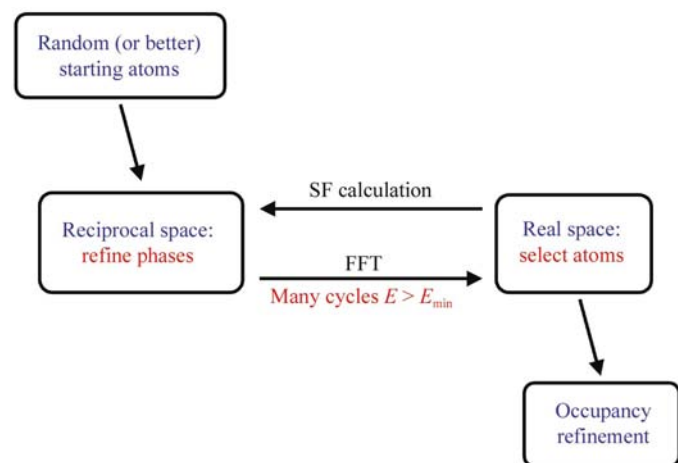 Random (or better)
starting atoms
SF calculation
Reciprocal space:
refine phases
Real space:
select atoms
FFT
Many cycles E > Emin
Occupancy
refinement